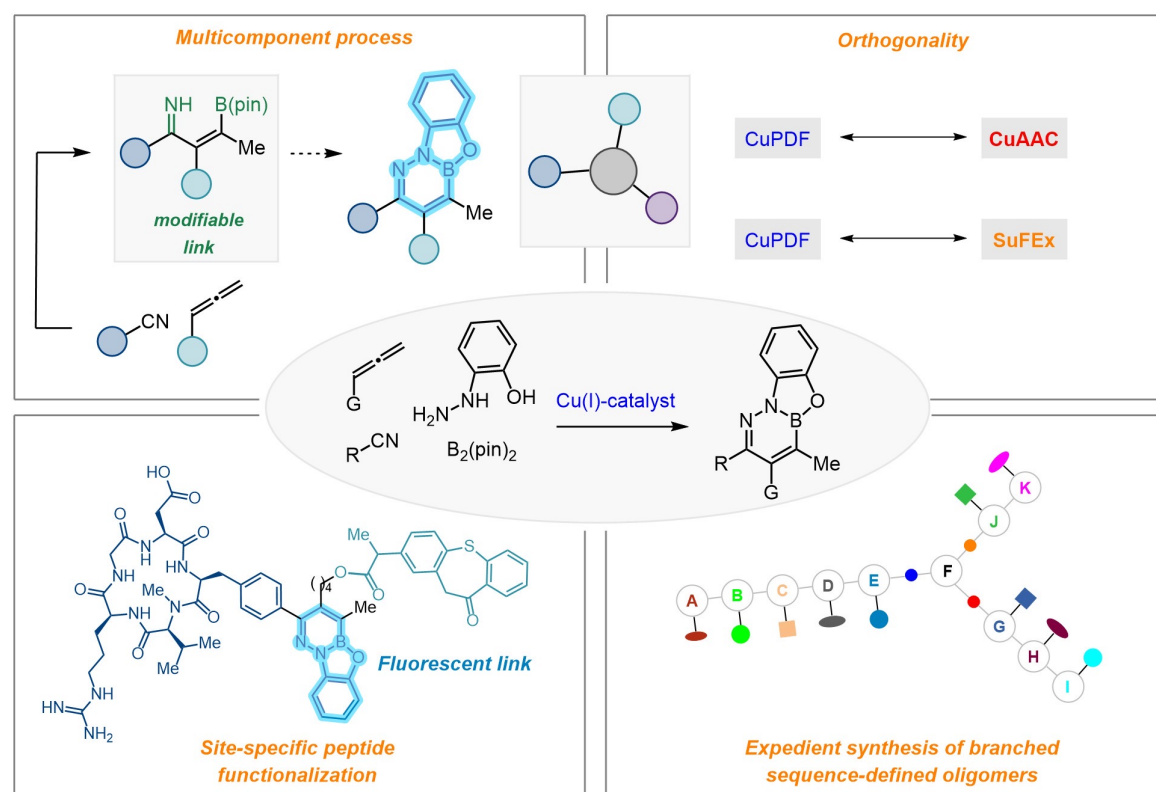 Multicomponent process
NH
B(pin)
Me
modifiable
link
CN
N
N
B
O
Me
Orthogonality
CuPDF
CuAAC
CuPDF
SuFEx
G
R
CN
H₂N
NH
OH
B₂(pin)₂
Cu(I)-catalyst
N
N
B
O
R
G
Me
HO
O
O
HN
O
NH
HN
O
O
NH
Me
N
O
Me
Me
NH
HN
NH₂
( )4
O
O
Me
S
O
Me
N
N
B
O
Fluorescent link
Site-specific peptide
functionalization
A
B
C
D
E
F
G
H
I
J
K
Expedient synthesis of branched
sequence-defined oligomers